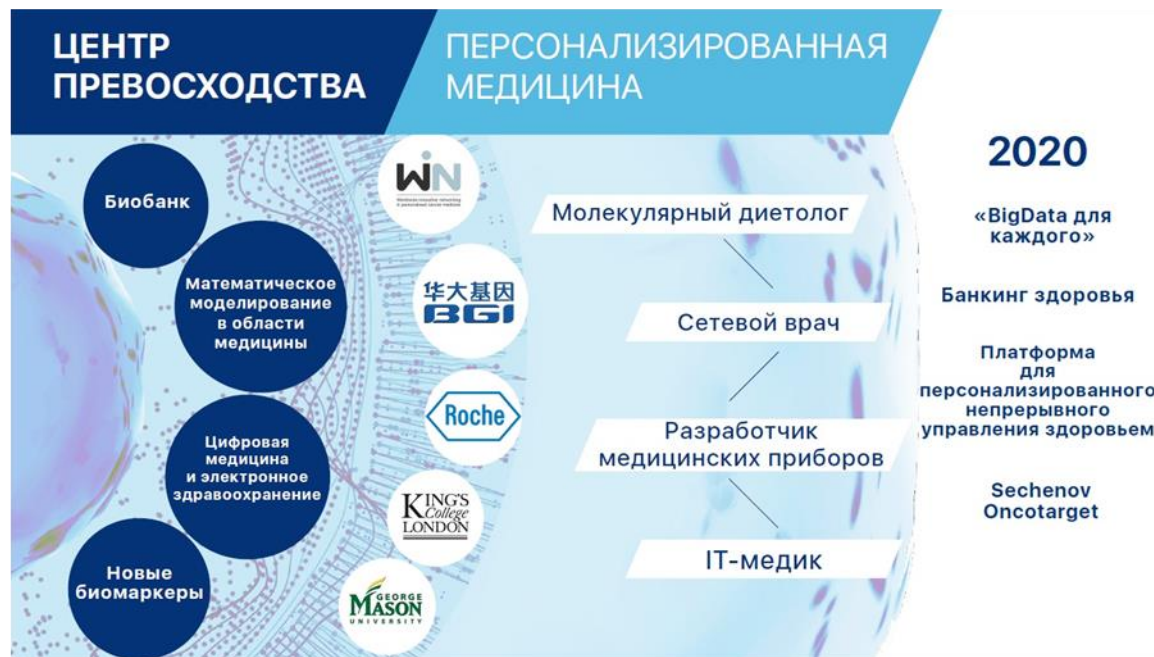 ЦЕНТР
ПРЕВОСХОДСТВА
ПЕРСОНАЛИЗИРОВАННАЯ
МЕДИЦИНА
Биобанк
Математическое
моделирование
в области
медицины
Цифровая
медицина
и электронное
здравоохранение
Новые
биомаркеры
WIN
华大基因
BGI
Roche
KING'S
College
LONDON
GEORGE
MASON
UNIVERSITY
Молекулярный диетолог
Сетевой врач
Разработчик
медицинских приборов
IT-медик
2020
«BigData для
каждого»
Банкинг здоровья
Платформа
для
персонализированного
непрерывного
управления здоровьем
Sechenov
Oncotarget